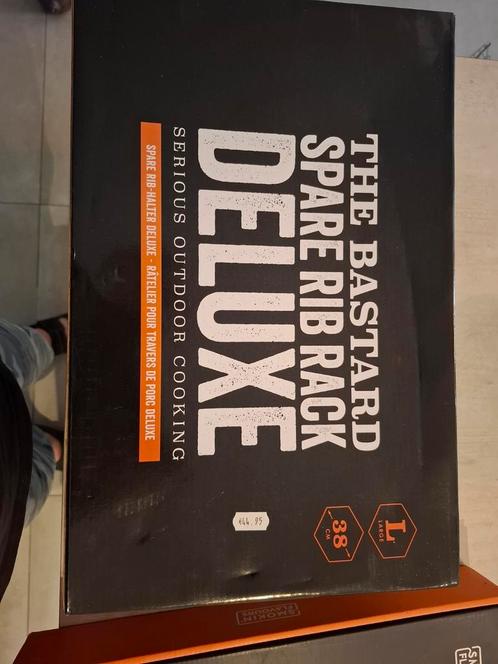 THE BASTARD
SPARE RIB RACK
DELUXE
SERIOUS OUTDOOR COOKING
SPARE RIB-HALTER DELUXE - RÂTELIER POUR TRAVERS DE PORC DELUXE
L
LARGE
38
CM
€44,95
SMOKIN'
FLAVOURS